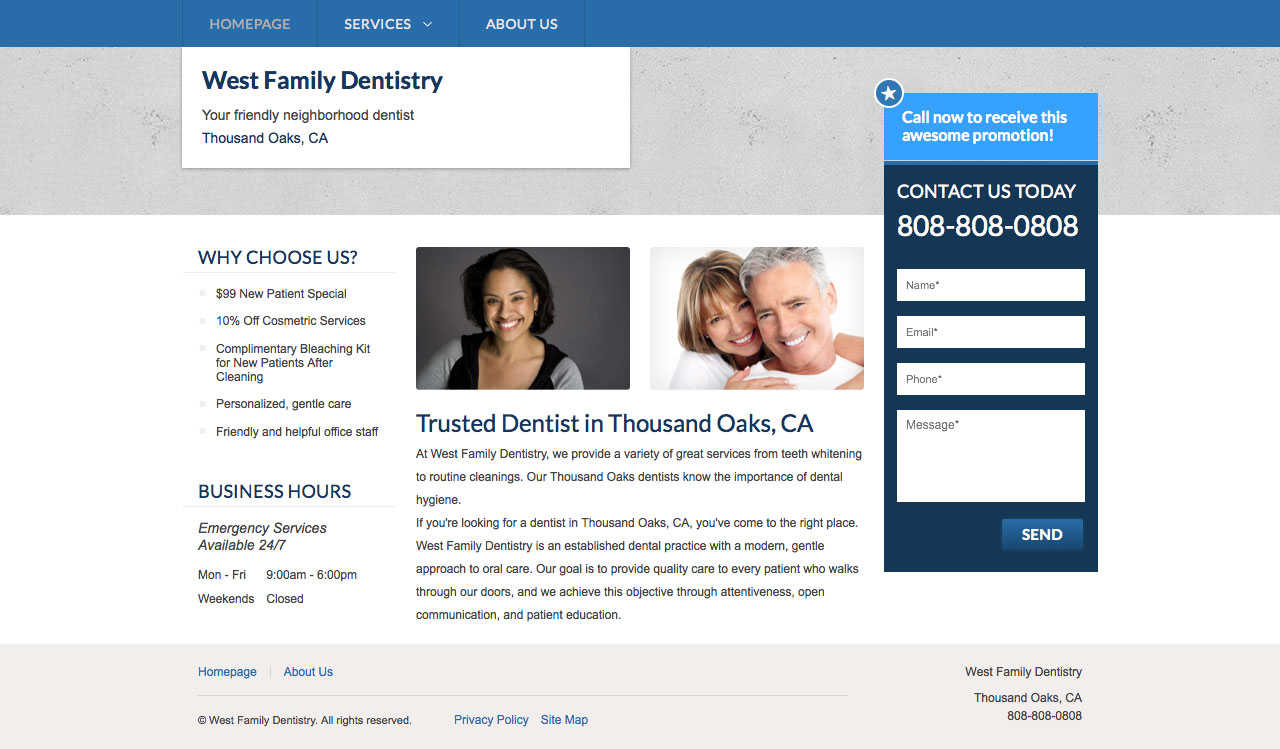 HOMEPAGE SERVICES ABOUT US
West Family Dentistry
Your friendly neighborhood dentist
Thousand Oaks, CA
Call now to receive this
awesome promotion!
CONTACT US TODAY
808-808-0808
Name*
Email*
Phone*
Message*
SEND
WHY CHOOSE US?
$99 New Patient Special
10% Off Cosmetric Services
Complimentary Bleaching Kit
for New Patients After
Cleaning
Personalized, gentle care
Friendly and helpful office staff
BUSINESS HOURS
Emergency Services
Available 24/7
Mon - Fri 9:00am - 6:00pm
Weekends Closed
Trusted Dentist in Thousand Oaks, CA
At West Family Dentistry, we provide a variety of great services from teeth whitening
to routine cleanings. Our Thousand Oaks dentists know the importance of dental
hygiene.
If you're looking for a dentist in Thousand Oaks, CA, you've come to the right place.
West Family Dentistry is an established dental practice with a modern, gentle
approach to oral care. Our goal is to provide quality care to every patient who walks
through our doors, and we achieve this objective through attentiveness, open
communication, and patient education.
Homepage About Us
© West Family Dentistry. All rights reserved. Privacy Policy Site Map
West Family Dentistry
Thousand Oaks, CA
808-808-0808